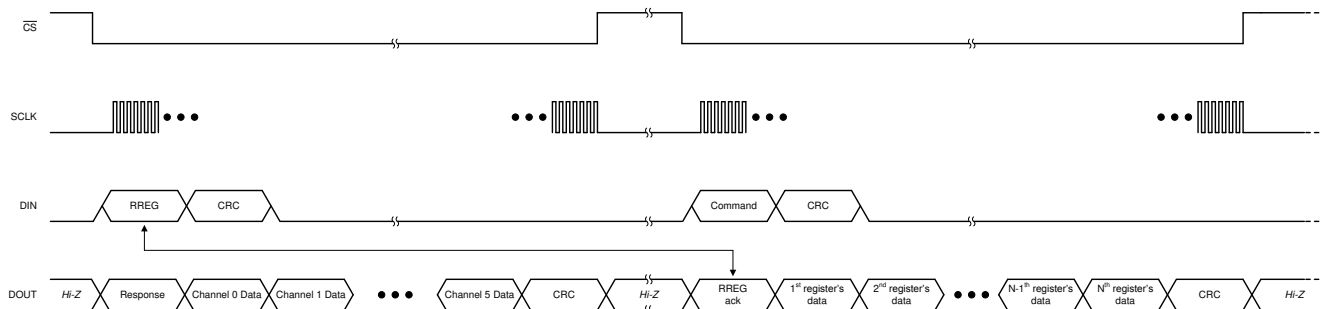 CS
SCLK
DIN
RREG
CRC
Command
CRC
DOUT
Hi-Z
Response
Channel 0 Data
Channel 1 Data
Channel 5 Data
CRC
Hi-Z
RREG
ack
1st register's
data
2nd register's
data
N-1th register's
data
Nth register's
data
CRC
Hi-Z